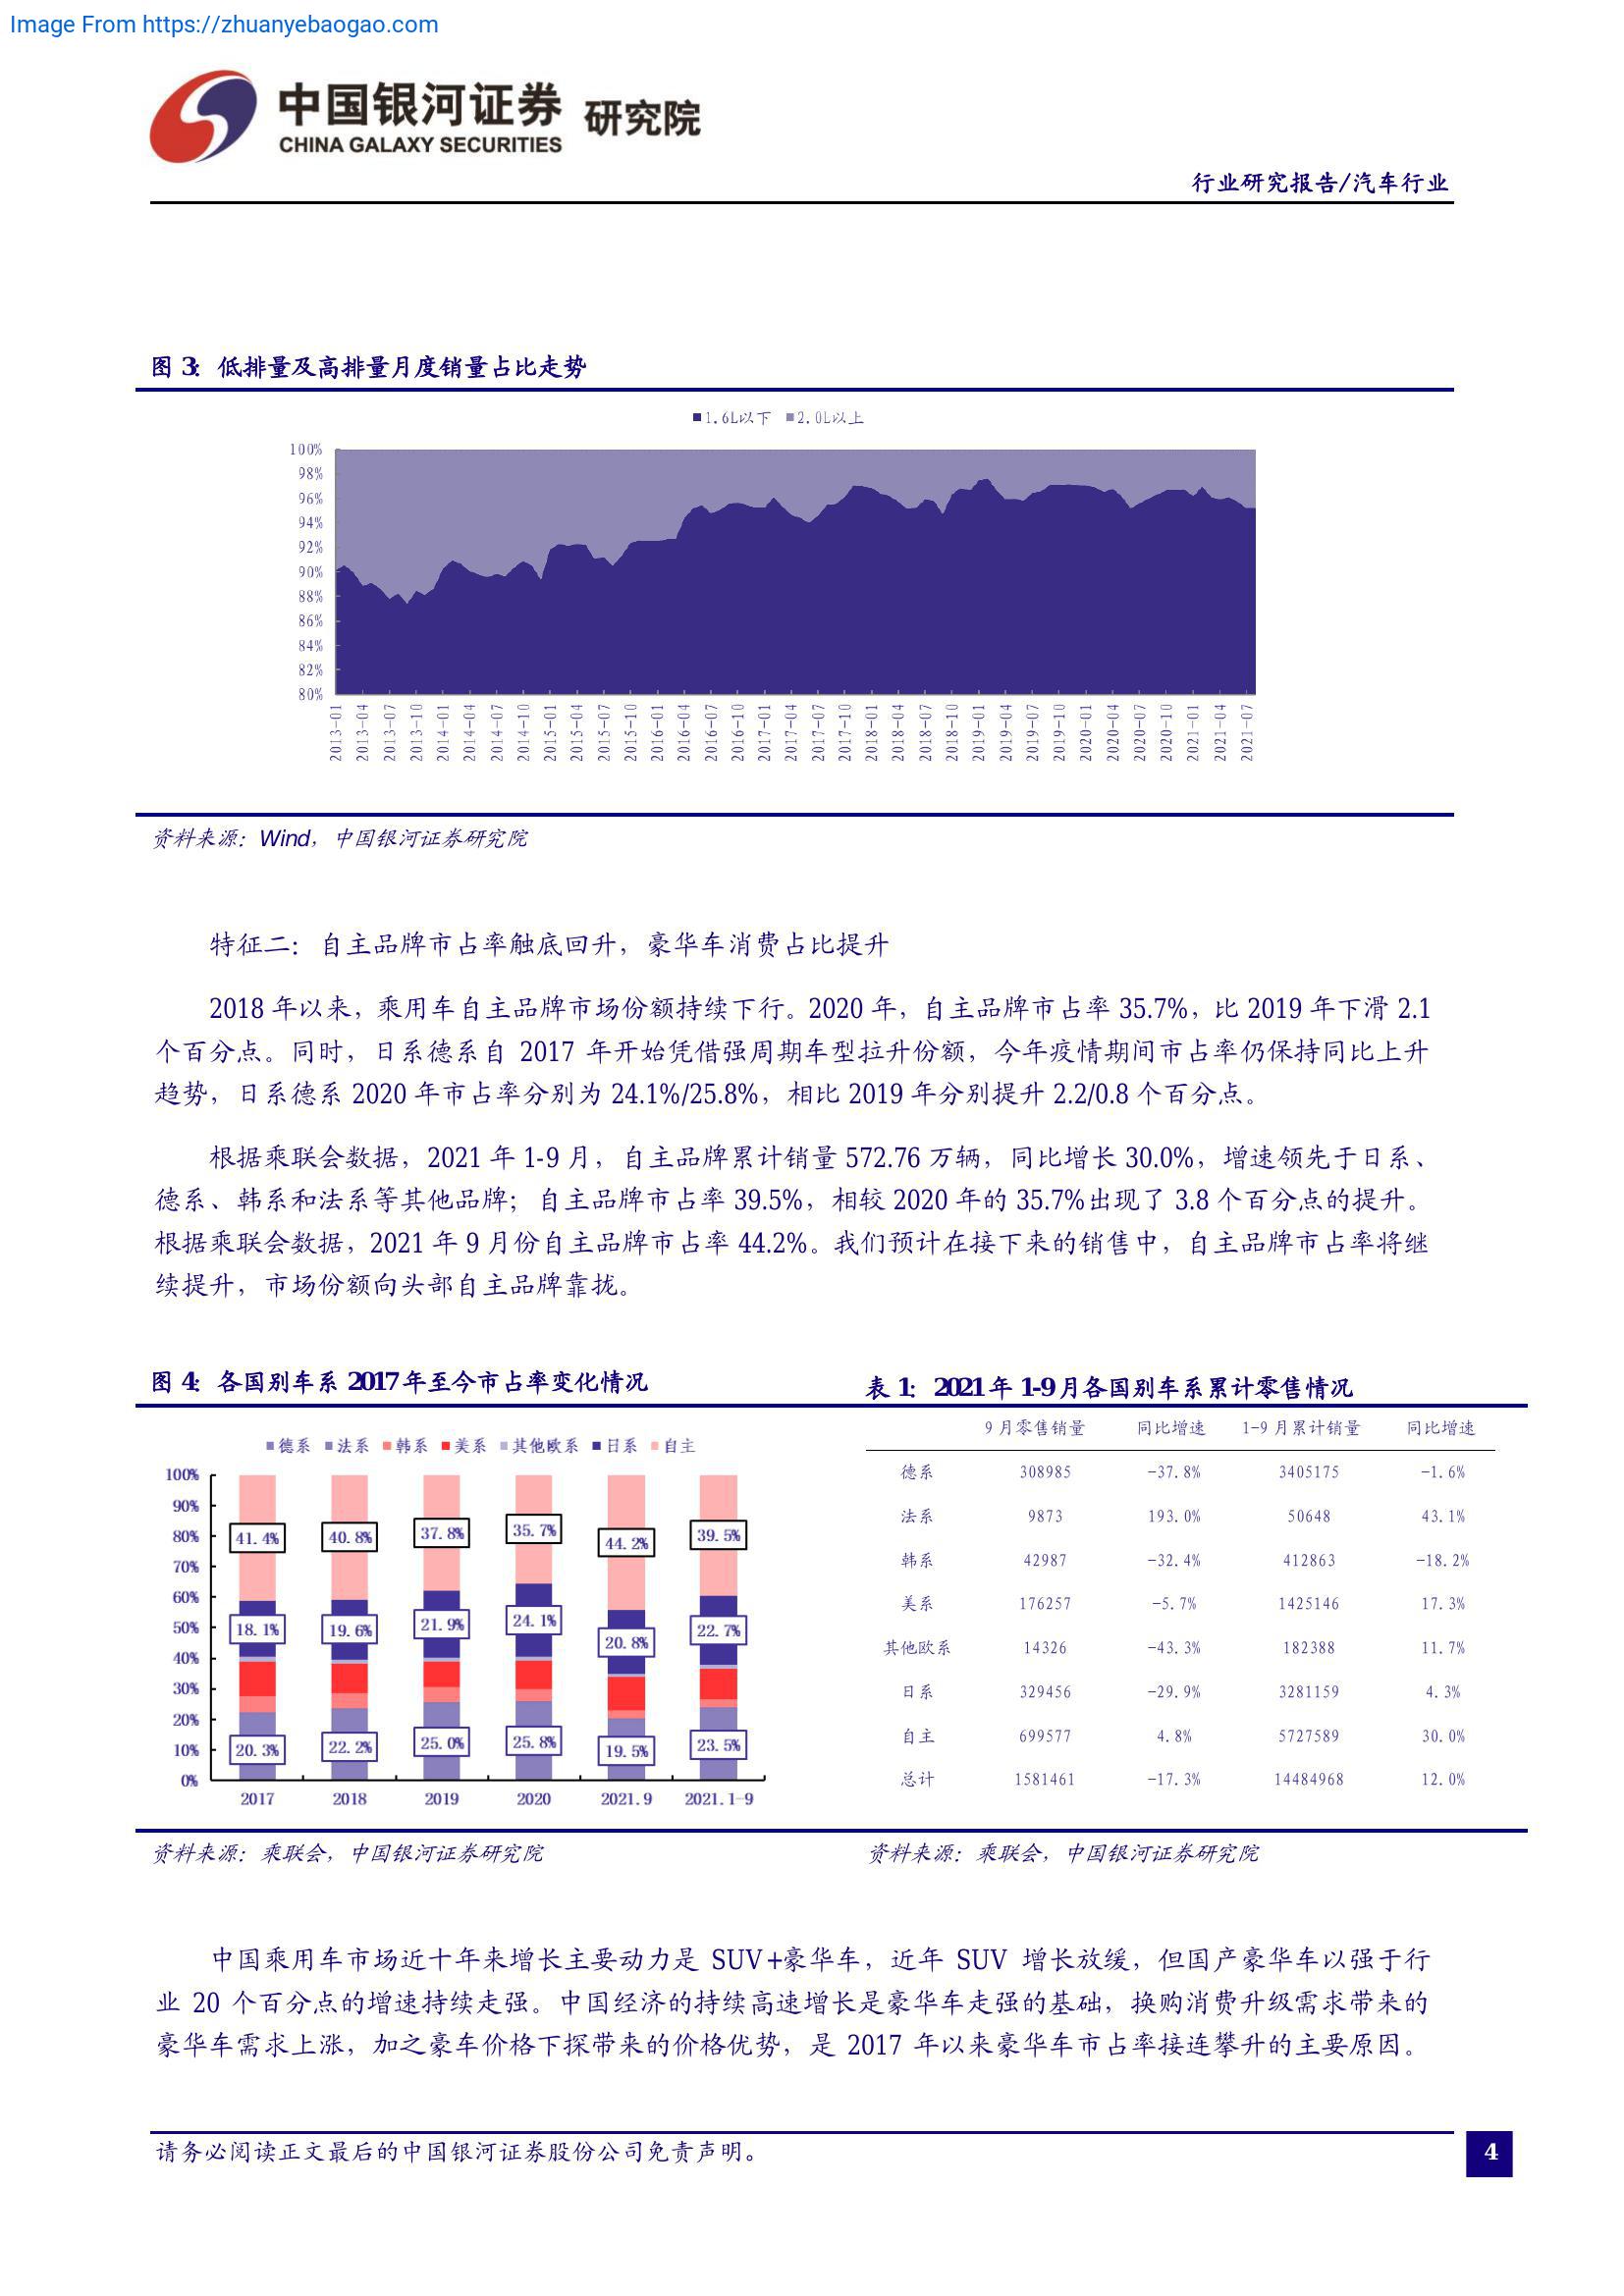 Image From https://zhuanyebaogao.com
中国银河证券 研究院
CHINA GALAXY SECURITIES
行业研究报告/汽车行业
图 3: 低排量及高排量月度销量占比走势
1.6L以下 2.0L以上
100%
98%
96%
94%
92%
90%
88%
86%
84%
82%
80%
2013-01 2013-04 2013-07 2013-10 2014-01 2014-04 2014-07 2014-10 2015-01 2015-04 2015-07 2015-10 2016-01 2016-04 2016-07 2016-10 2017-01 2017-04 2017-07 2017-10 2018-01 2018-04 2018-07 2018-10 2019-01 2019-04 2019-07 2019-10 2020-01 2020-04 2020-07 2020-10 2021-01 2021-04 2021-07
资料来源：Wind，中国银河证券研究院
特征二：自主品牌市占率触底回升，豪华车消费占比提升
2018 年以来，乘用车自主品牌市场份额持续下行。2020 年，自主品牌市占率 35.7%，比 2019 年下滑 2.1
个百分点。同时，日系德系自 2017 年开始凭借强周期车型拉升份额，今年疫情期间市占率仍保持同比上升
趋势，日系德系 2020 年市占率分别为 24.1%/25.8%，相比 2019 年分别提升 2.2/0.8 个百分点。
根据乘联会数据，2021 年 1-9 月，自主品牌累计销量 572.76 万辆，同比增长 30.0%，增速领先于日系、
德系、韩系和法系等其他品牌；自主品牌市占率 39.5%，相较 2020 年的 35.7%出现了 3.8 个百分点的提升。
根据乘联会数据，2021 年 9 月份自主品牌市占率 44.2%。我们预计在接下来的销售中，自主品牌市占率将继
续提升，市场份额向头部自主品牌靠拢。
图 4: 各国别车系 2017 年至今市占率变化情况
德系 法系 韩系 美系 其他欧系 日系 自主
100%
90%
80%
70%
60%
50%
40%
30%
20%
10%
0%
41.4% 40.8% 37.8% 35.7% 44.2% 39.5%
18.1% 19.6% 21.9% 24.1% 20.8% 22.7%
20.3% 22.2% 25.0% 25.8% 19.5% 23.5%
2017 2018 2019 2020 2021.9 2021.1-9
资料来源：乘联会，中国银河证券研究院
表 1: 2021 年 1-9 月各国别车系累计零售情况
9 月零售销量 同比增速 1-9 月累计销量 同比增速
德系 308985 -37.8% 3405175 -1.6%
法系 9873 193.0% 50648 43.1%
韩系 42987 -32.4% 412863 -18.2%
美系 176257 -5.7% 1425146 17.3%
其他欧系 14326 -43.3% 182388 11.7%
日系 329456 -29.9% 3281159 4.3%
自主 699577 4.8% 5727589 30.0%
总计 1581461 -17.3% 14484968 12.0%
资料来源：乘联会，中国银河证券研究院
中国乘用车市场近十年来增长主要动力是 SUV+豪华车，近年 SUV 增长放缓，但国产豪华车以强于行
业 20 个百分点的增速持续走强。中国经济的持续高速增长是豪华车走强的基础，换购消费升级需求带来的
豪华车需求上涨，加之豪车价格下探带来的价格优势，是 2017 年以来豪华车市占率接连攀升的主要原因。
请务必阅读正文最后的中国银河证券股份公司免责声明。
4